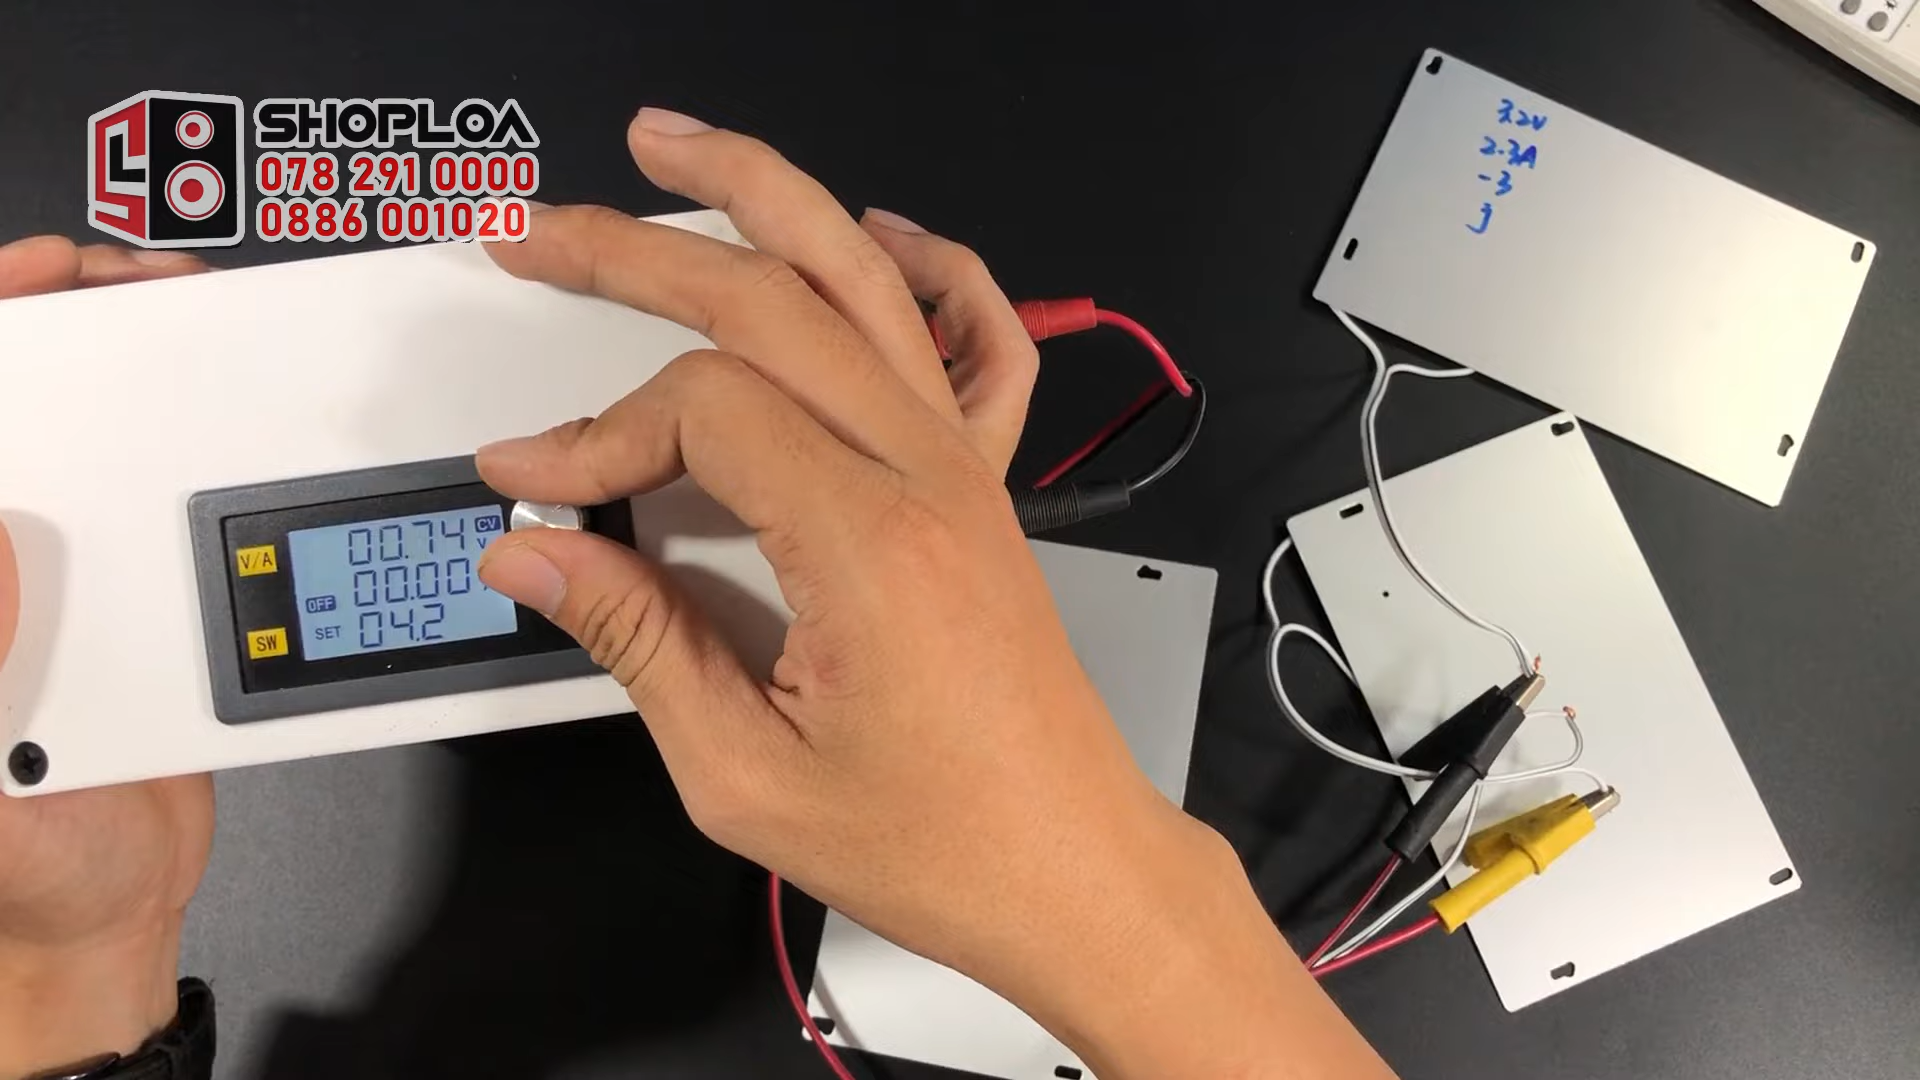 SHOPLOA
078 291 0000
0886 001020
V/A
SW
00.74 CV
V
00.00
OFF
SET 04.2
3.2V
2.3A
-3